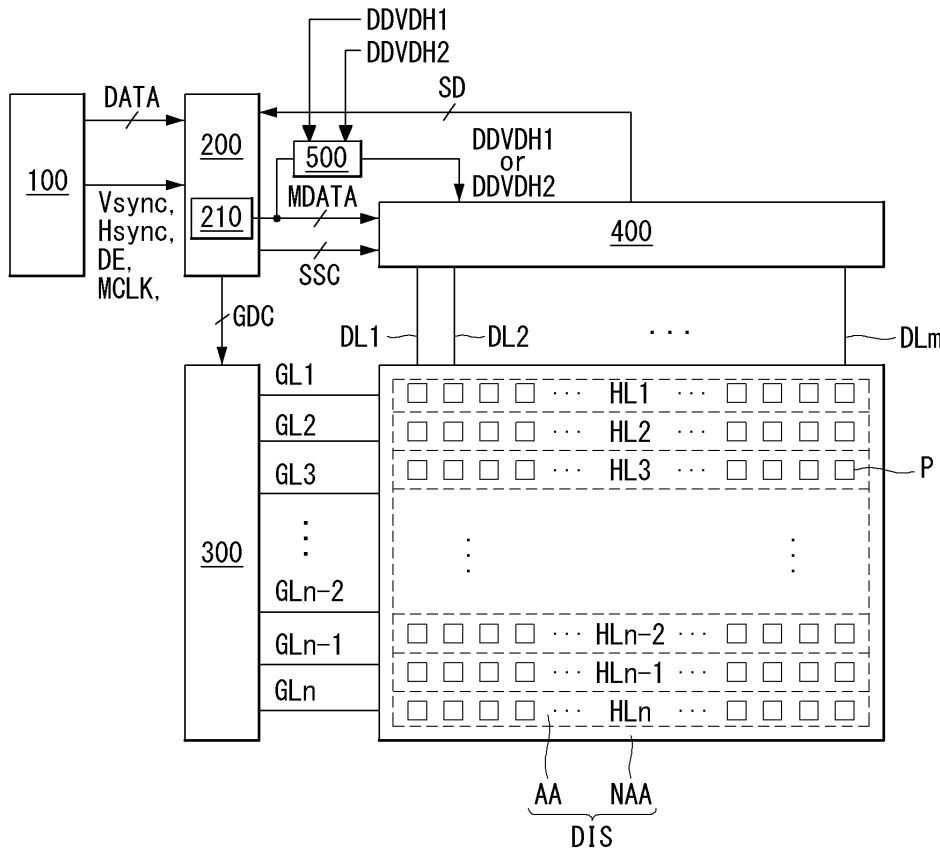 DDVDH1
DDVDH2
DATA
SD
100
200
500
DDVDH1
or
DDVDH2
Vsync,
Hsync,
DE,
MCLK,
210
MDATA
400
SSC
GDC
DL1
DL2
···
DLm
GL1
··· HL1 ···
GL2
··· HL2 ···
GL3
··· HL3 ···
P
300
GLn-2
··· HLn-2 ···
GLn-1
··· HLn-1 ···
GLn
··· HLn ···
AA
NAA
DIS